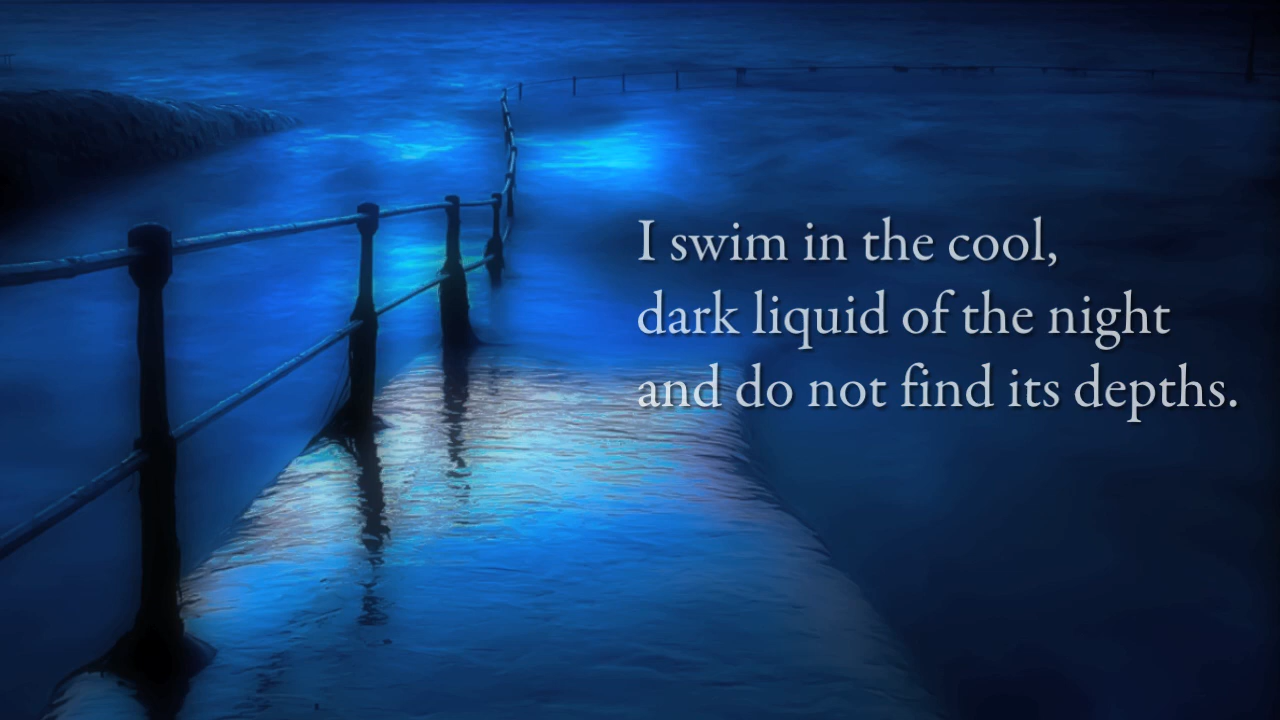 I swim in the cool,
dark liquid of the night
and do not find its depths.